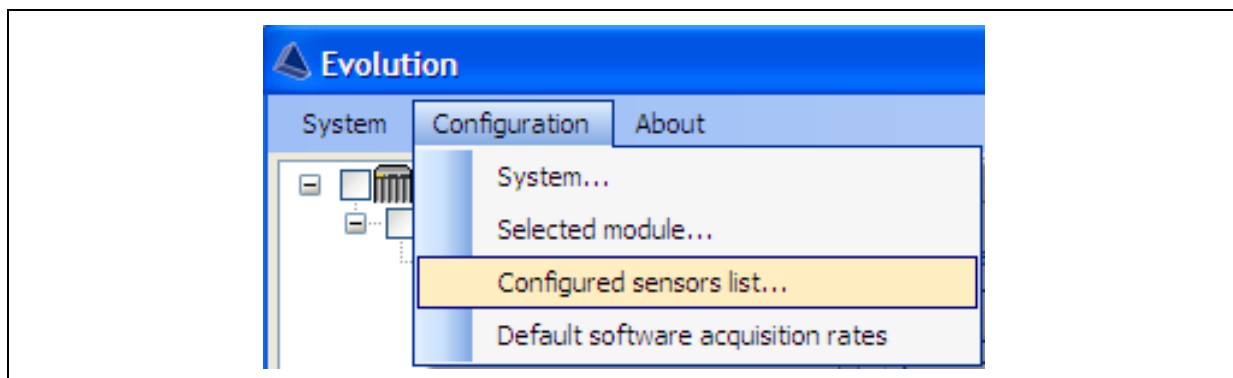 Evolution
System Configuration About
System...
Selected module...
Configured sensors list...
Default software acquisition rates